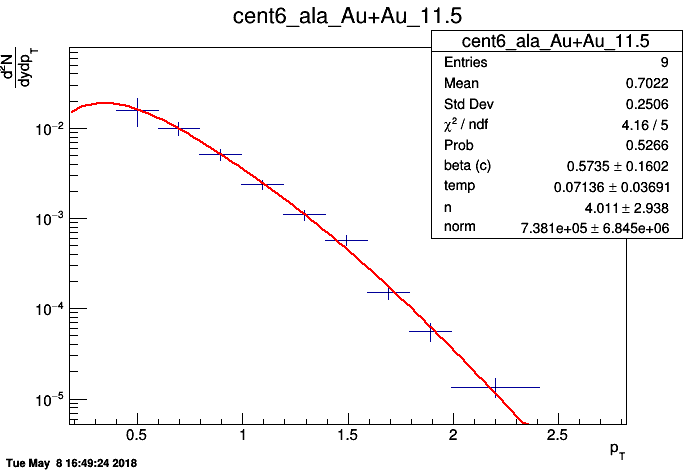 cent6_ala_Au+Au_11.5
d²N
dydp_T
cent6_ala_Au+Au_11.5
Entries 9
Mean 0.7022
Std Dev 0.2506
χ² / ndf 4.16 / 5
Prob 0.5266
beta (c) 0.5735 ± 0.1602
temp 0.07136 ± 0.03691
n 4.011 ± 2.938
norm 7.381e+05 ± 6.845e+06
10⁻²
10⁻³
10⁻⁴
10⁻⁵
0.5 1 1.5 2 2.5
p_T
Tue May 8 16:49:24 2018